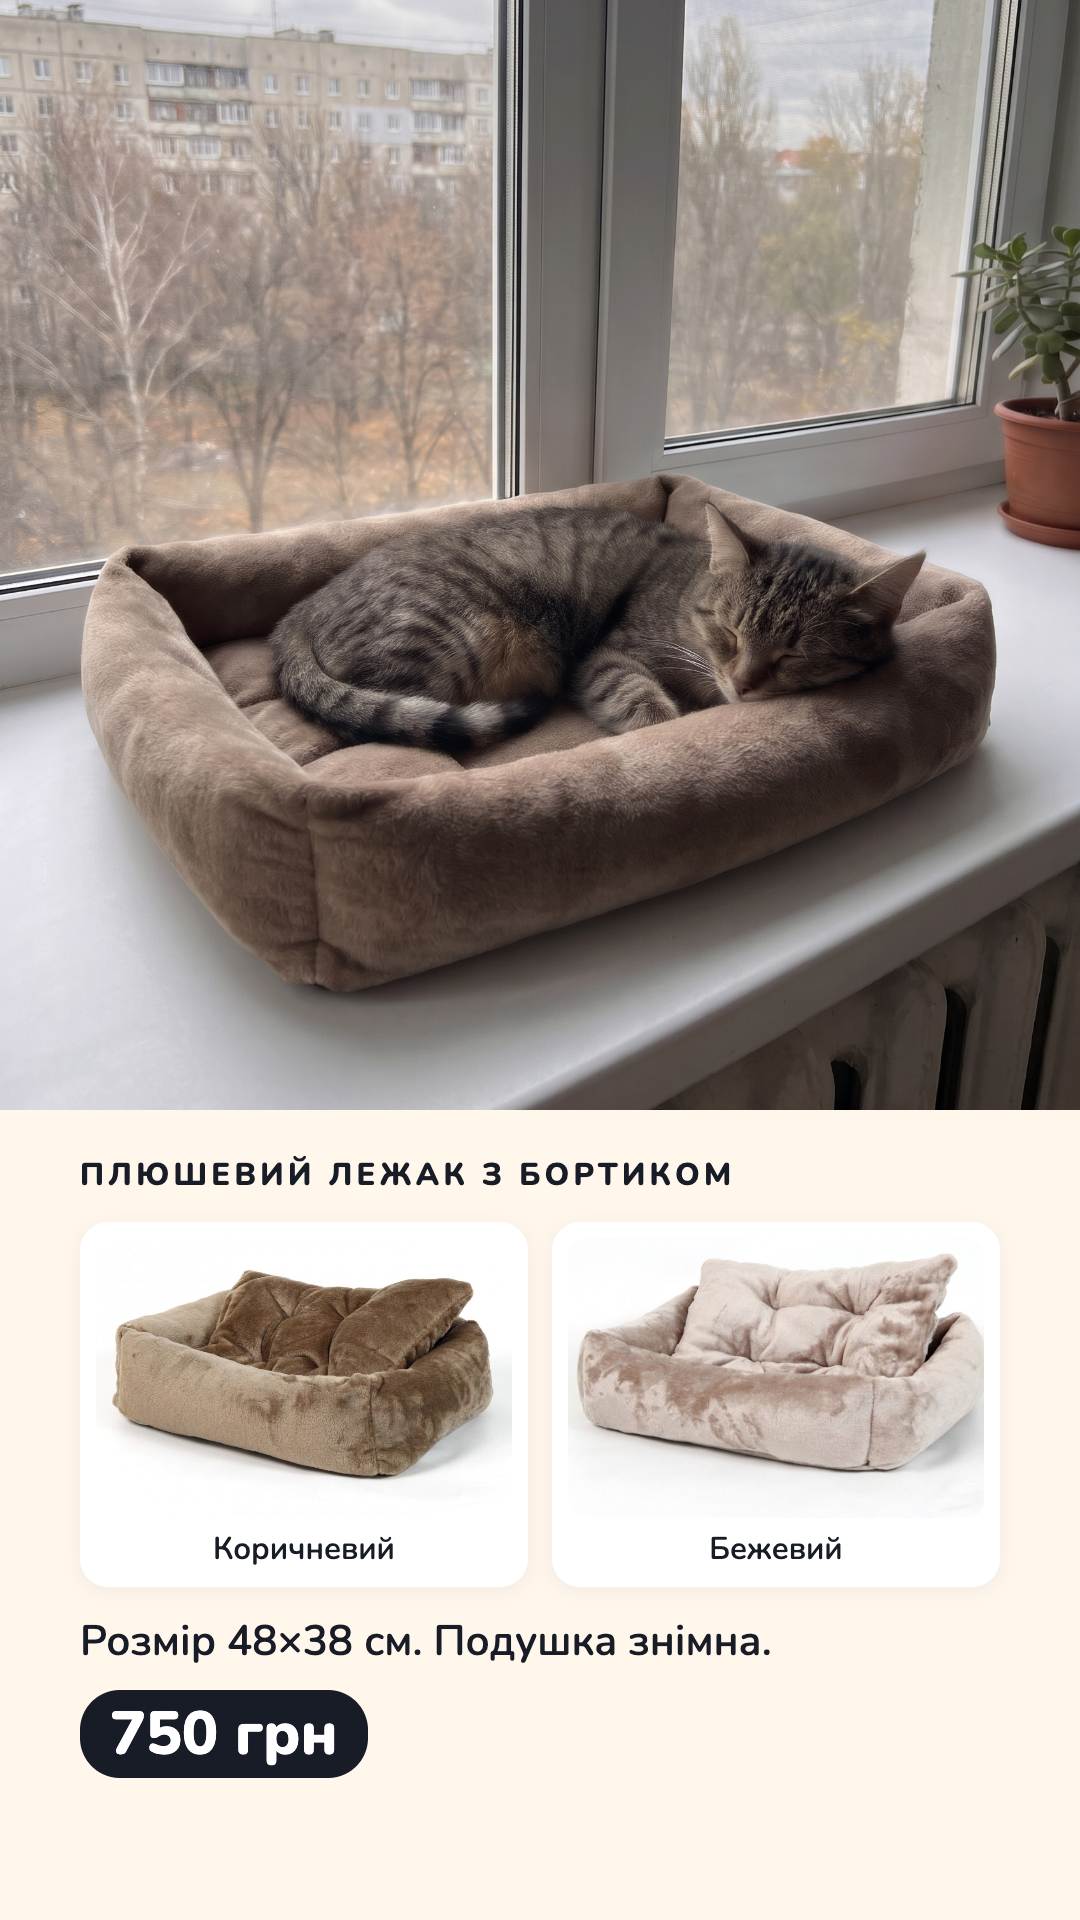 ПЛЮШЕВИЙ ЛЕЖАК З БОРТИКОМ
Коричневий
Бежевий
Розмір 48×38 см. Подушка знімна.
750 грн